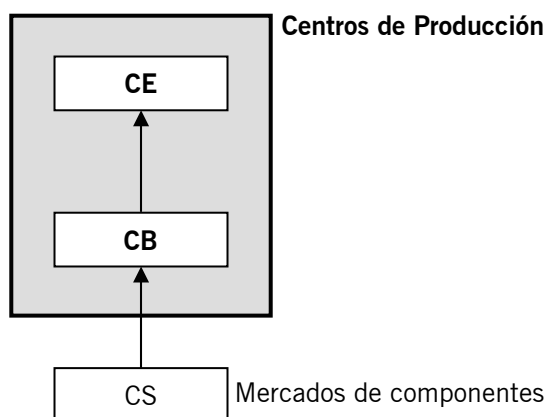 Centros de Producción
CE
CB
CS
Mercados de componentes